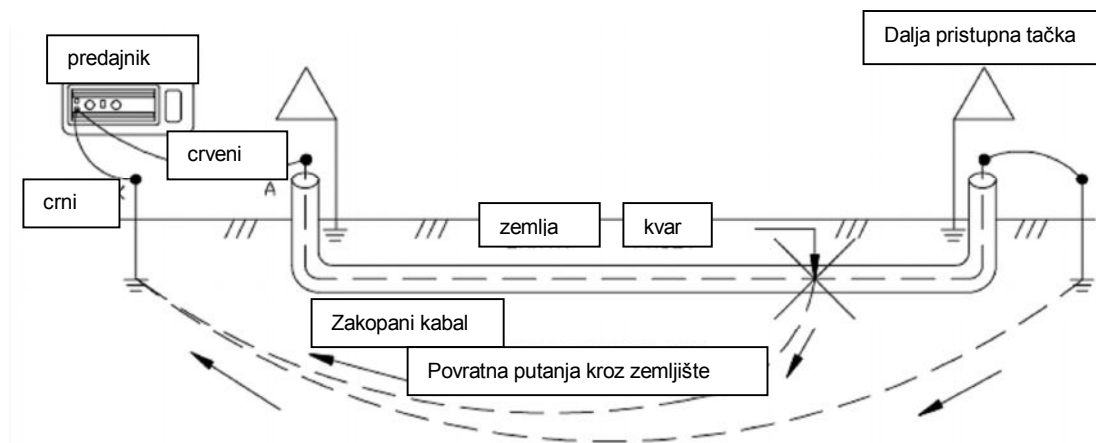 predajnik
Dalja pristupna tačka
crveni
A
crni
zemlja
kvar
Zakopani kabal
Povratna putanja kroz zemljište